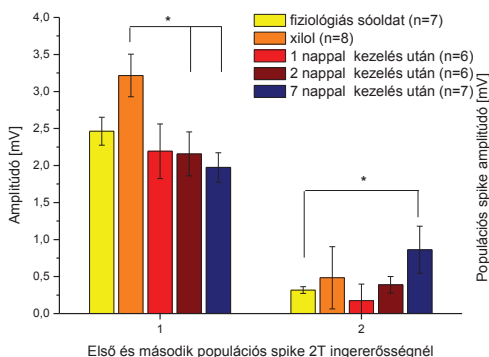 *
fiziológiás sóoldat (n=7)
xilol (n=8)
1 nappal kezelés után (n=6)
2 nappal kezelés után (n=6)
7 nappal kezelés után (n=7)
Amplitúdó [mV]
4,0
3,5
3,0
2,5
2,0
1,5
1,0
0,5
0,0
*
1
2
Első és második populációs spike 2T ingererősségnél
Populációs spike amplitúdó [mV]